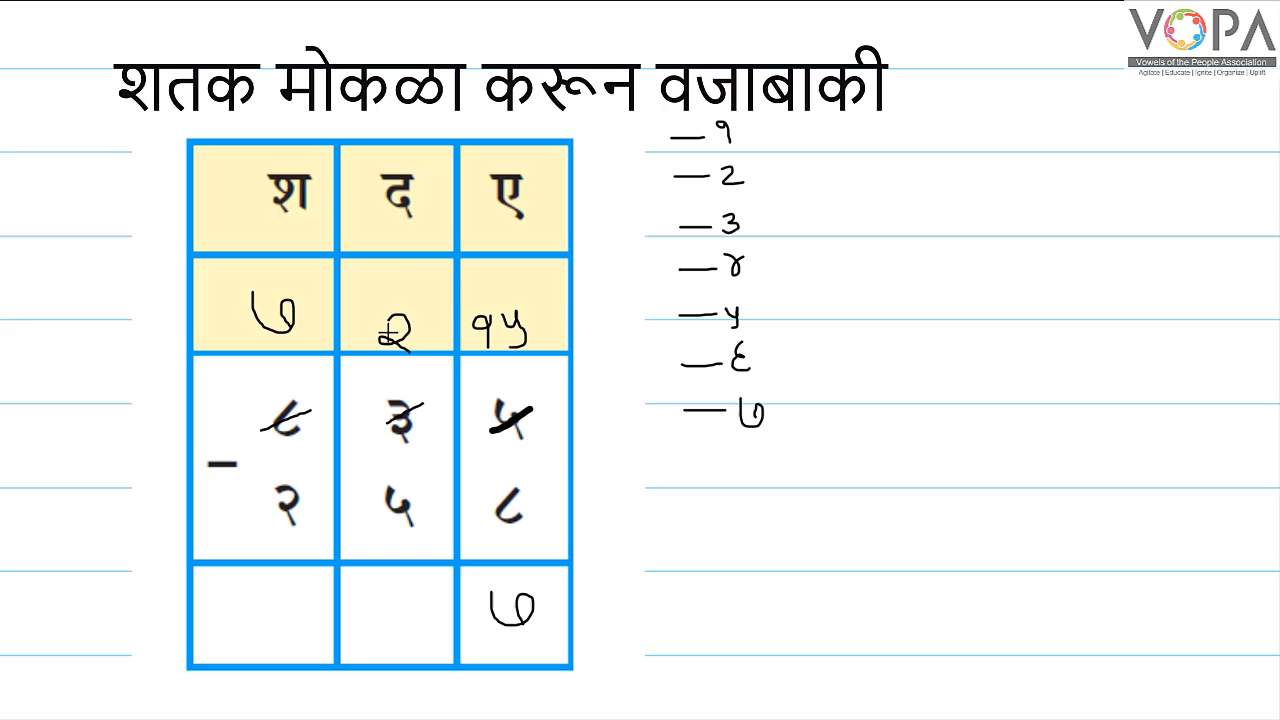 VOPA
Vowels of the People Association
Agitate | Educate | Ignite | Organize | Uplift
शतक मोकळा करून वजाबाकी
श द ए
७ २ १५
८ ३ ५
- २ ५ ८
७
— १
— २
— ३
— ४
— ५
— ६
— ७